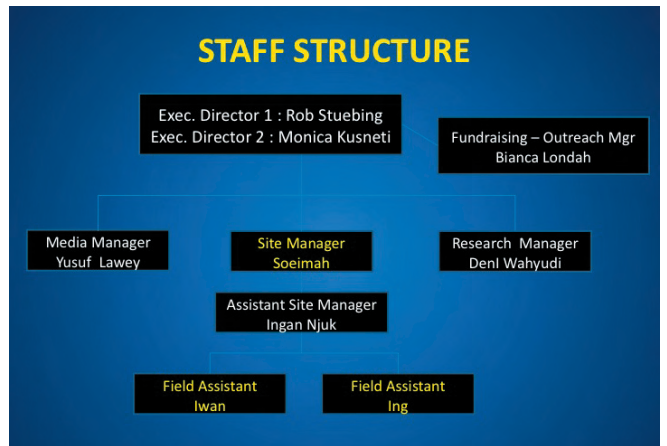 STAFF STRUCTURE
Exec. Director 1 : Rob Stuebing
Exec. Director 2 : Monica Kusneti
Fundraising – Outreach Mgr
Bianca Londah
Media Manager
Yusuf Lawey
Site Manager
Soeimah
Research Manager
DenI Wahyudi
Assistant Site Manager
Ingan Njuk
Field Assistant
Iwan
Field Assistant
Ing